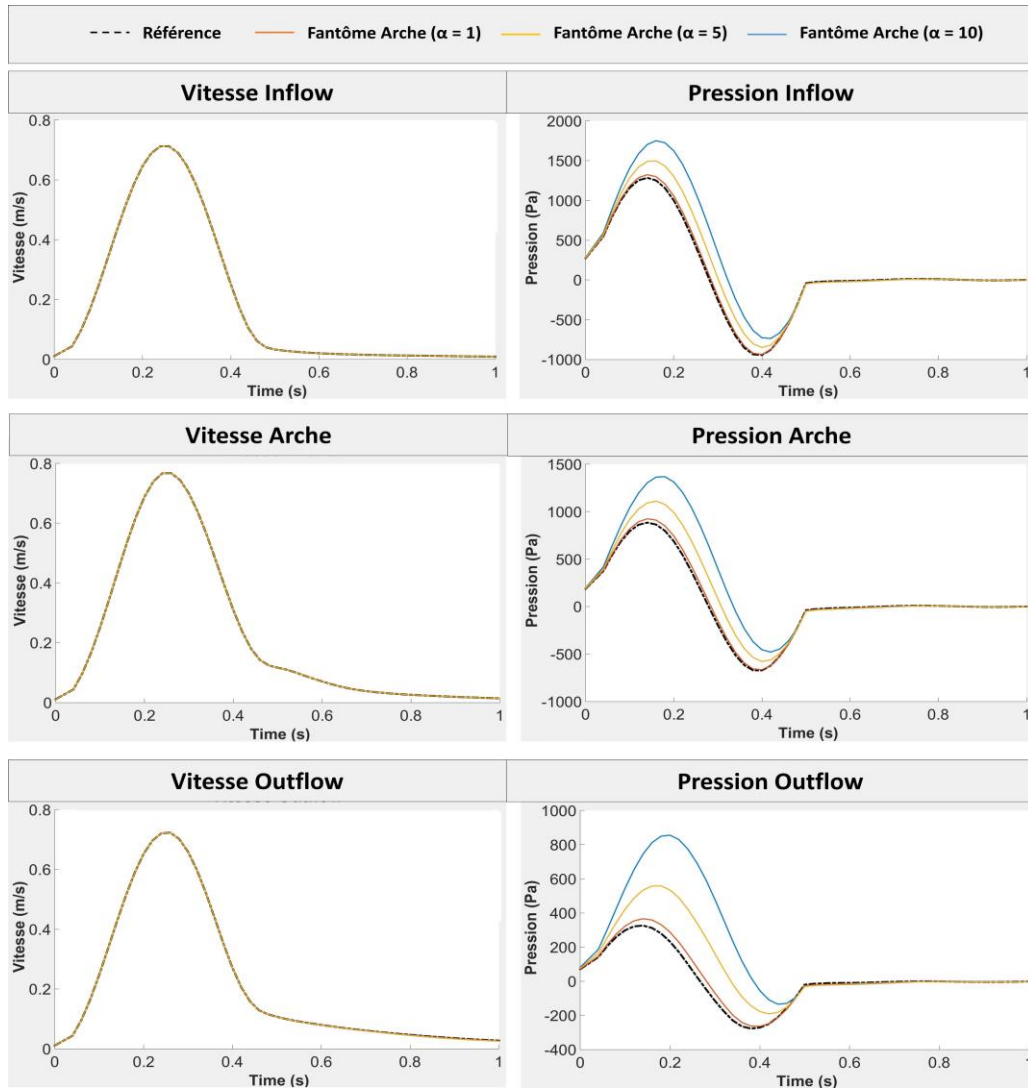 Référence Fantôme Arche (α = 1) Fantôme Arche (α = 5) Fantôme Arche (α = 10)
Vitesse Inflow
Vitesse (m/s)
0.8
0.6
0.4
0.2
0
0 0.2 0.4 0.6 0.8 1
Time (s)
Pression Inflow
Pression (Pa)
2000
1500
1000
500
0
-500
-1000
0 0.2 0.4 0.6 0.8 1
Time (s)
Vitesse Arche
Vitesse (m/s)
0.8
0.6
0.4
0.2
0
0 0.2 0.4 0.6 0.8 1
Time (s)
Pression Arche
Pression (Pa)
1500
1000
500
0
-500
-1000
0 0.2 0.4 0.6 0.8 1
Time (s)
Vitesse Outflow
Vitesse (m/s)
0.8
0.6
0.4
0.2
0
0 0.2 0.4 0.6 0.8 1
Time (s)
Pression Outflow
Pression (Pa)
1000
800
600
400
200
0
-200
-400
0 0.2 0.4 0.6 0.8 1
Time (s)